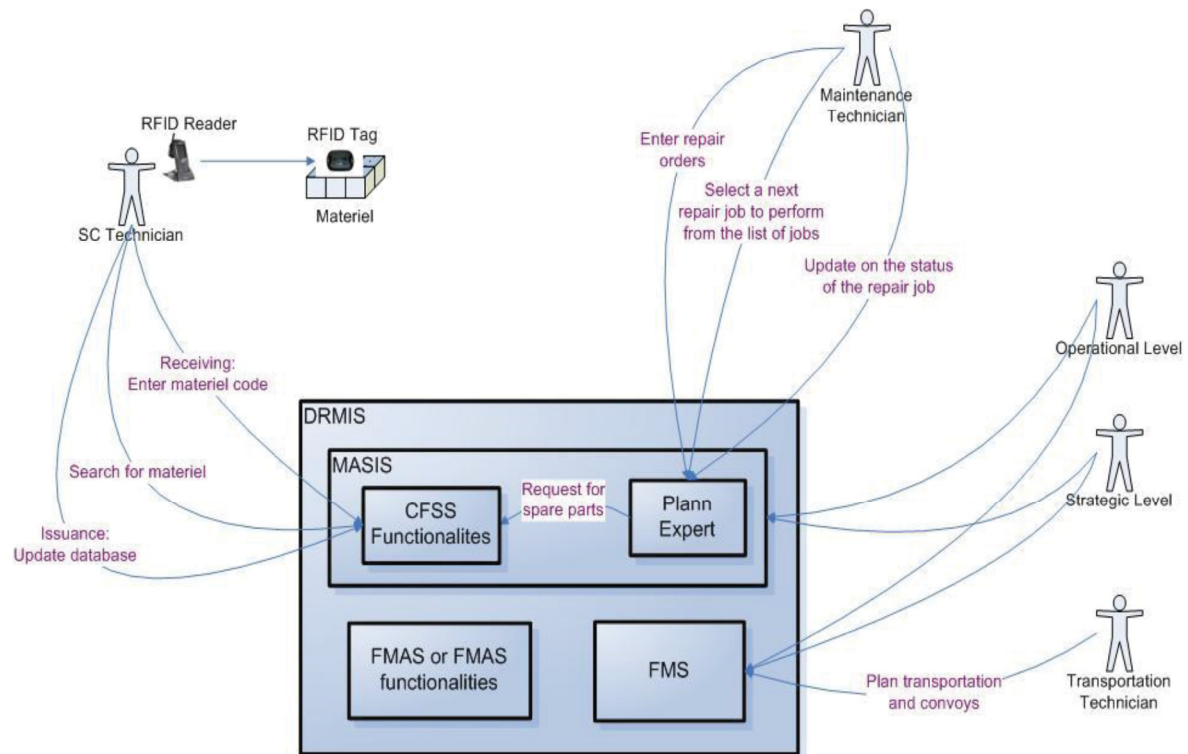 Maintenance
Technician
RFID Reader
RFID Tag
Materiel
SC Technician
Enter repair
orders
Select a next
repair job to perform
from the list of jobs
Update on the status
of the repair job
Operational Level
Receiving:
Enter materiel code
Search for materiel
Issuance:
Update database
DRMIS
MASIS
CFSS
Functionalites
Request for
spare parts
Plann
Expert
Strategic Level
FMAS or FMAS
functionalities
FMS
Plan transportation
and convoys
Transportation
Technician